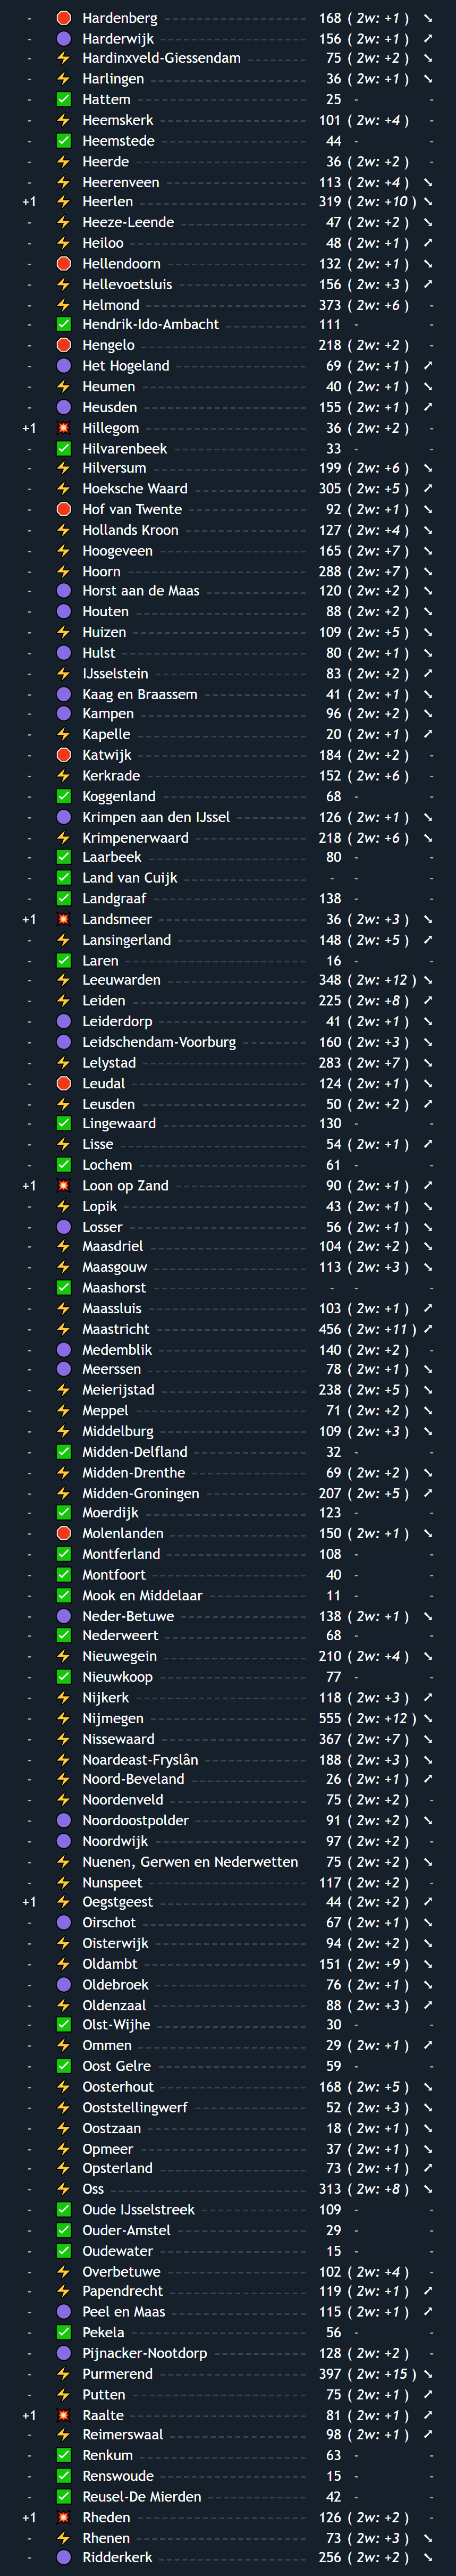 - Hardenberg 168 ( 2w: +1 ) ↘
- Harderwijk 156 ( 2w: +1 ) ↗
- Hardinxveld-Giessendam 75 ( 2w: +2 ) ↘
- Harlingen 36 ( 2w: +1 ) ↘
- Hattem 25 - -
- Heemskerk 101 ( 2w: +4 ) -
- Heemstede 44 - -
- Heerde 36 ( 2w: +2 ) -
- Heerenveen 113 ( 2w: +4 ) ↘
+1 Heerlen 319 ( 2w: +10 ) ↘
- Heeze-Leende 47 ( 2w: +2 ) ↘
- Heiloo 48 ( 2w: +1 ) ↗
- Hellendoorn 132 ( 2w: +1 ) ↘
- Hellevoetsluis 156 ( 2w: +3 ) ↗
- Helmond 373 ( 2w: +6 ) -
- Hendrik-Ido-Ambacht 111 - -
- Hengelo 218 ( 2w: +2 ) -
- Het Hogeland 69 ( 2w: +1 ) ↗
- Heumen 40 ( 2w: +1 ) ↘
- Heusden 155 ( 2w: +1 ) ↗
+1 Hillegom 36 ( 2w: +2 ) -
- Hilvarenbeek 33 - -
- Hilversum 199 ( 2w: +6 ) ↘
- Hoeksche Waard 305 ( 2w: +5 ) ↗
- Hof van Twente 92 ( 2w: +1 ) ↘
- Hollands Kroon 127 ( 2w: +4 ) ↘
- Hoogeveen 165 ( 2w: +7 ) ↘
- Hoorn 288 ( 2w: +7 ) ↘
- Horst aan de Maas 120 ( 2w: +2 ) ↘
- Houten 88 ( 2w: +2 ) ↘
- Huizen 109 ( 2w: +5 ) ↘
- Hulst 80 ( 2w: +1 ) ↘
- IJsselstein 83 ( 2w: +2 ) ↗
- Kaag en Braassem 41 ( 2w: +1 ) ↘
- Kampen 96 ( 2w: +2 ) ↘
- Kapelle 20 ( 2w: +1 ) ↗
- Katwijk 184 ( 2w: +2 ) -
- Kerkrade 152 ( 2w: +6 ) -
- Koggenland 68 - -
- Krimpen aan den IJssel 126 ( 2w: +1 ) ↘
- Krimpenerwaard 218 ( 2w: +6 ) ↘
- Laarbeek 80 - -
- Land van Cuijk - - -
- Landgraaf 138 - -
+1 Landsmeer 36 ( 2w: +3 ) ↘
- Lansingerland 148 ( 2w: +5 ) ↗
- Laren 16 - -
- Leeuwarden 348 ( 2w: +12 ) ↘
- Leiden 225 ( 2w: +8 ) ↗
- Leiderdorp 41 ( 2w: +1 ) ↘
- Leidschendam-Voorburg 160 ( 2w: +3 ) ↘
- Lelystad 283 ( 2w: +7 ) ↘
- Leudal 124 ( 2w: +1 ) ↘
- Leusden 50 ( 2w: +2 ) ↗
- Lingewaard 130 - -
- Lisse 54 ( 2w: +1 ) ↗
- Lochem 61 - -
+1 Loon op Zand 90 ( 2w: +1 ) ↗
- Lopik 43 ( 2w: +1 ) ↘
- Losser 56 ( 2w: +1 ) ↘
- Maasdriel 104 ( 2w: +2 ) ↘
- Maasgouw 113 ( 2w: +3 ) ↘
- Maashorst - - -
- Maassluis 103 ( 2w: +1 ) ↗
- Maastricht 456 ( 2w: +11 ) ↗
- Medemblik 140 ( 2w: +2 ) -
- Meerssen 78 ( 2w: +1 ) ↘
- Meierijstad 238 ( 2w: +5 ) ↘
- Meppel 71 ( 2w: +2 ) ↘
- Middelburg 109 ( 2w: +3 ) ↘
- Midden-Delfland 32 - -
- Midden-Drenthe 69 ( 2w: +2 ) ↘
- Midden-Groningen 207 ( 2w: +5 ) ↗
- Moerdijk 123 - -
- Molenlanden 150 ( 2w: +1 ) ↘
- Montferland 108 - -
- Montfoort 40 - -
- Mook en Middelaar 11 - -
- Neder-Betuwe 138 ( 2w: +1 ) ↘
- Nederweert 68 - -
- Nieuwegein 210 ( 2w: +4 ) ↘
- Nieuwkoop 77 - -
- Nijkerk 118 ( 2w: +3 ) ↗
- Nijmegen 555 ( 2w: +12 ) ↘
- Nissewaard 367 ( 2w: +7 ) ↘
- Noardeast-Fryslân 188 ( 2w: +3 ) ↘
- Noord-Beveland 26 ( 2w: +1 ) ↗
- Noordenveld 75 ( 2w: +2 ) -
- Noordoostpolder 91 ( 2w: +2 ) ↘
- Noordwijk 97 ( 2w: +2 ) -
- Nuenen, Gerwen en Nederwetten 75 ( 2w: +2 ) ↘
- Nunspeet 117 ( 2w: +2 ) -
+1 Oegstgeest 44 ( 2w: +2 ) ↗
- Oirschot 67 ( 2w: +1 ) ↘
- Oisterwijk 94 ( 2w: +2 ) ↘
- Oldambt 151 ( 2w: +9 ) ↘
- Oldebroek 76 ( 2w: +1 ) ↘
- Oldenzaal 88 ( 2w: +3 ) ↗
- Olst-Wijhe 30 - -
- Ommen 29 ( 2w: +1 ) ↗
- Oost Gelre 59 - -
- Oosterhout 168 ( 2w: +5 ) ↘
- Ooststellingwerf 52 ( 2w: +3 ) ↘
- Oostzaan 18 ( 2w: +1 ) ↘
- Opmeer 37 ( 2w: +1 ) ↘
- Opsterland 73 ( 2w: +1 ) ↗
- Oss 313 ( 2w: +8 ) ↘
- Oude IJsselstreek 109 - -
- Ouder-Amstel 29 - -
- Oudewater 15 - -
- Overbetuwe 102 ( 2w: +4 ) -
- Papendrecht 119 ( 2w: +1 ) ↗
- Peel en Maas 115 ( 2w: +1 ) ↗
- Pekela 56 - -
- Pijnacker-Nootdorp 128 ( 2w: +2 ) -
- Purmerend 397 ( 2w: +15 ) ↘
- Putten 75 ( 2w: +1 ) ↗
+1 Raalte 81 ( 2w: +1 ) ↗
- Reimerswaal 98 ( 2w: +1 ) ↗
- Renkum 63 - -
- Renswoude 15 - -
- Reusel-De Mierden 42 - -
+1 Rheden 126 ( 2w: +2 ) -
- Rhenen 73 ( 2w: +3 ) ↘
- Ridderkerk 256 ( 2w: +2 ) ↘